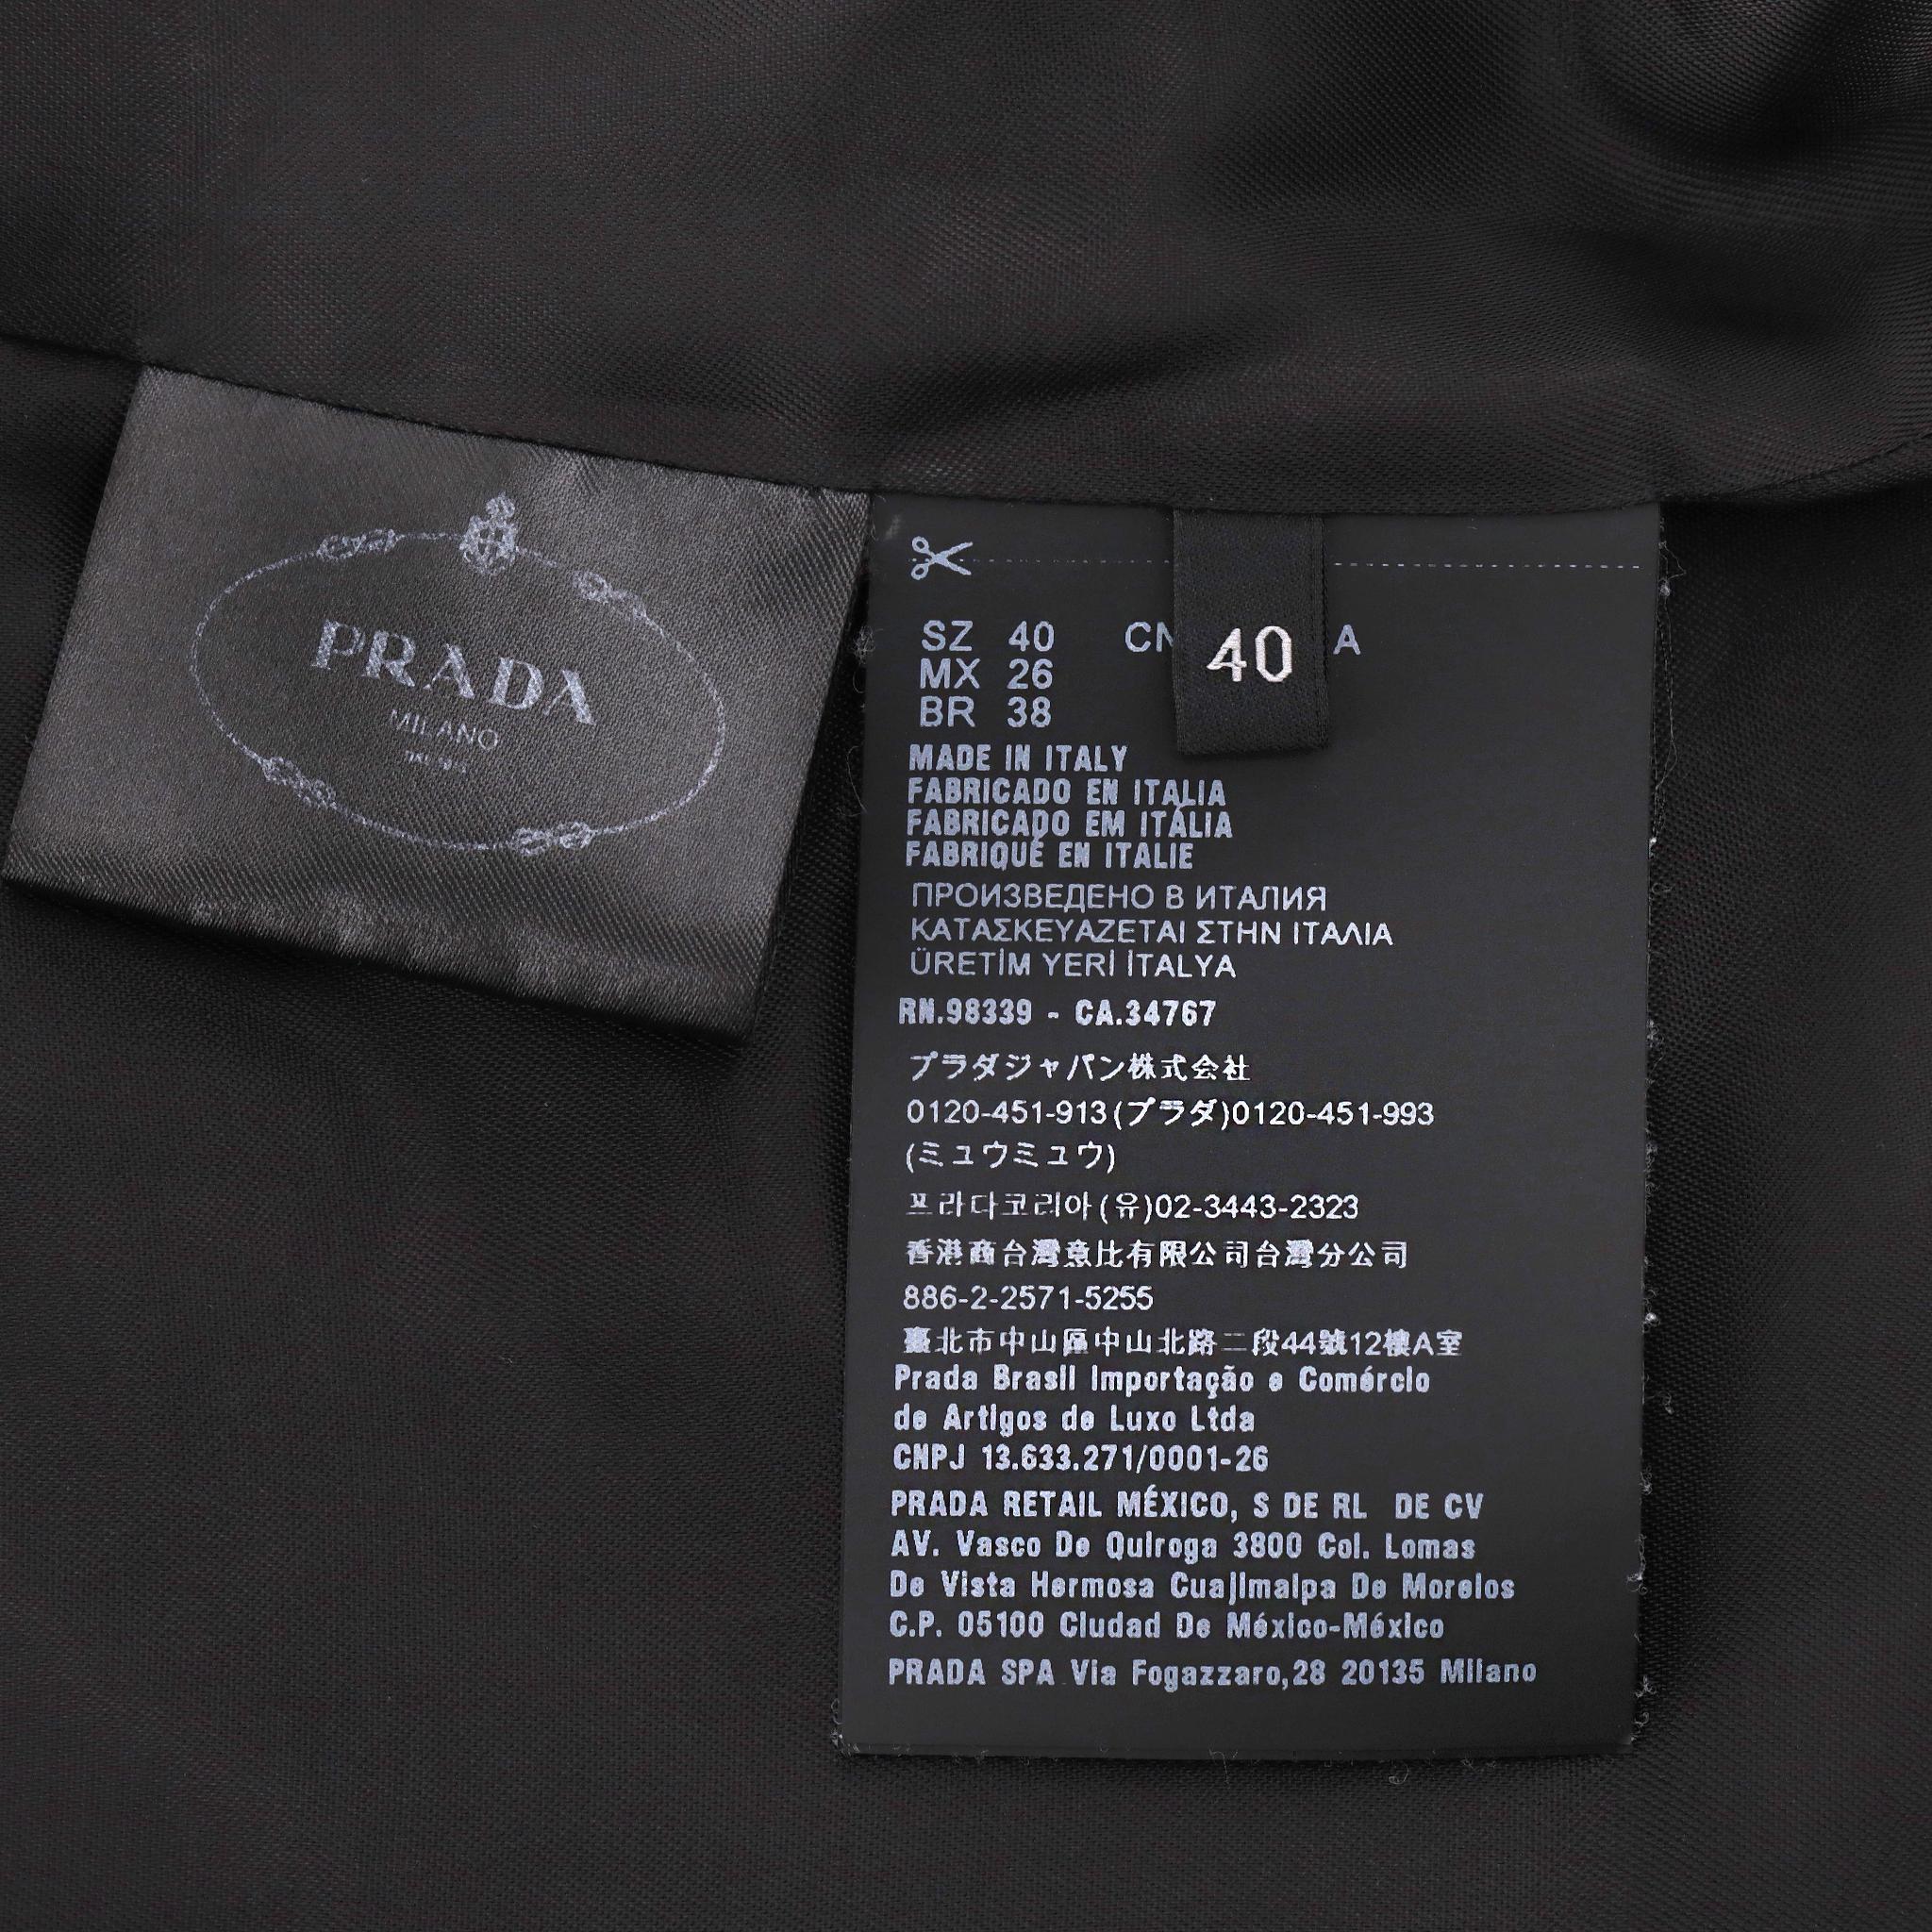 PRADA
MILANO
SZ 40 CN A
40
MX 26
BR 38
MADE IN ITALY
FABRICADO EN ITALIA
FABRICADO EM ITÁLIA
FABRIQUÉ EN ITALIE
ПРОИЗВЕДЕНО В ИТАЛИЯ
ΚΑΤΑΣΚΕΥΑΖΕΤΑΙ ΣΤΗΝ ΙΤΑΛΙΑ
ÜRETİM YERİ İTALYA
RN.98339 - CA.34767
プラダジャパン株式会社
0120-451-913(プラダ)0120-451-993
(ミュウミュウ)
프라다코리아(유)02-3443-2323
香港商台灣意比有限公司台灣分公司
886-2-2571-5255
臺北市中山區中山北路二段44號12樓A室
Prada Brasil Importação e Comércio
de Artigos de Luxo Ltda
CNPJ 13.633.271/0001-26
PRADA RETAIL MÉXICO, S DE RL DE CV
AV. Vasco De Quiroga 3800 Col. Lomas
De Vista Hermosa Cuajimalpa De Morelos
C.P. 05100 Ciudad De México-México
PRADA SPA Via Fogazzaro,28 20135 Milano